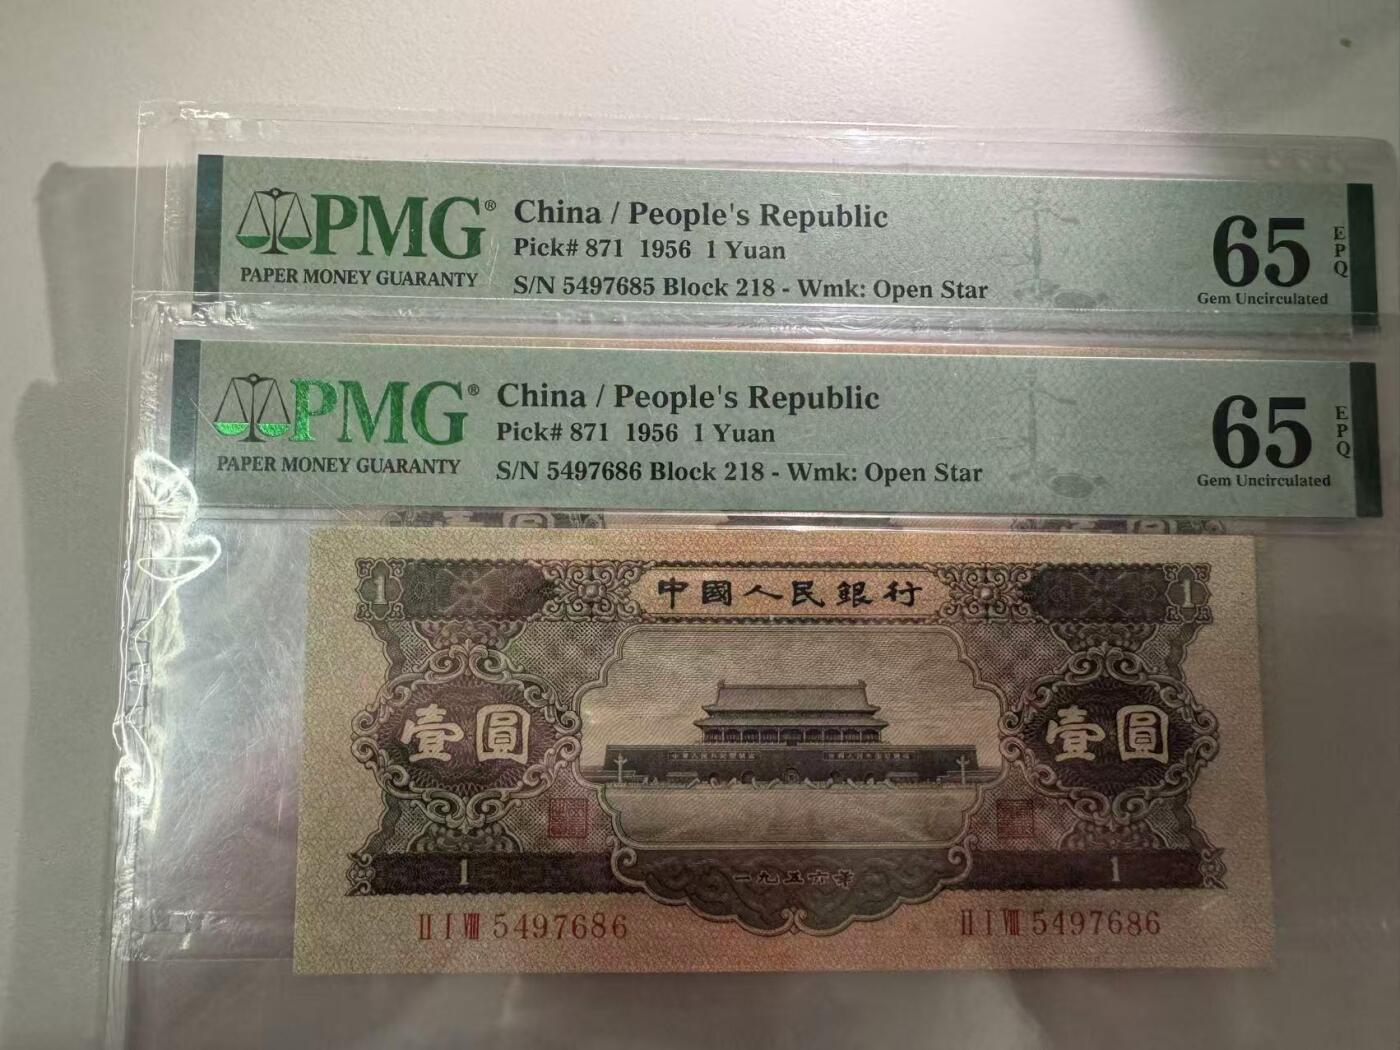 PMG®
PAPER MONEY GUARANTY
China / People's Republic
Pick# 871 1956 1 Yuan
S/N 5497685 Block 218 - Wmk: Open Star
65
EPQ
Gem Uncirculated
PMG®
PAPER MONEY GUARANTY
China / People's Republic
Pick# 871 1956 1 Yuan
S/N 5497686 Block 218 - Wmk: Open Star
65
EPQ
Gem Uncirculated
1 中國人民銀行 1
壹圓 壹圓
1 一九五六年 1
II I VIII 5497686 II I VIII 5497686